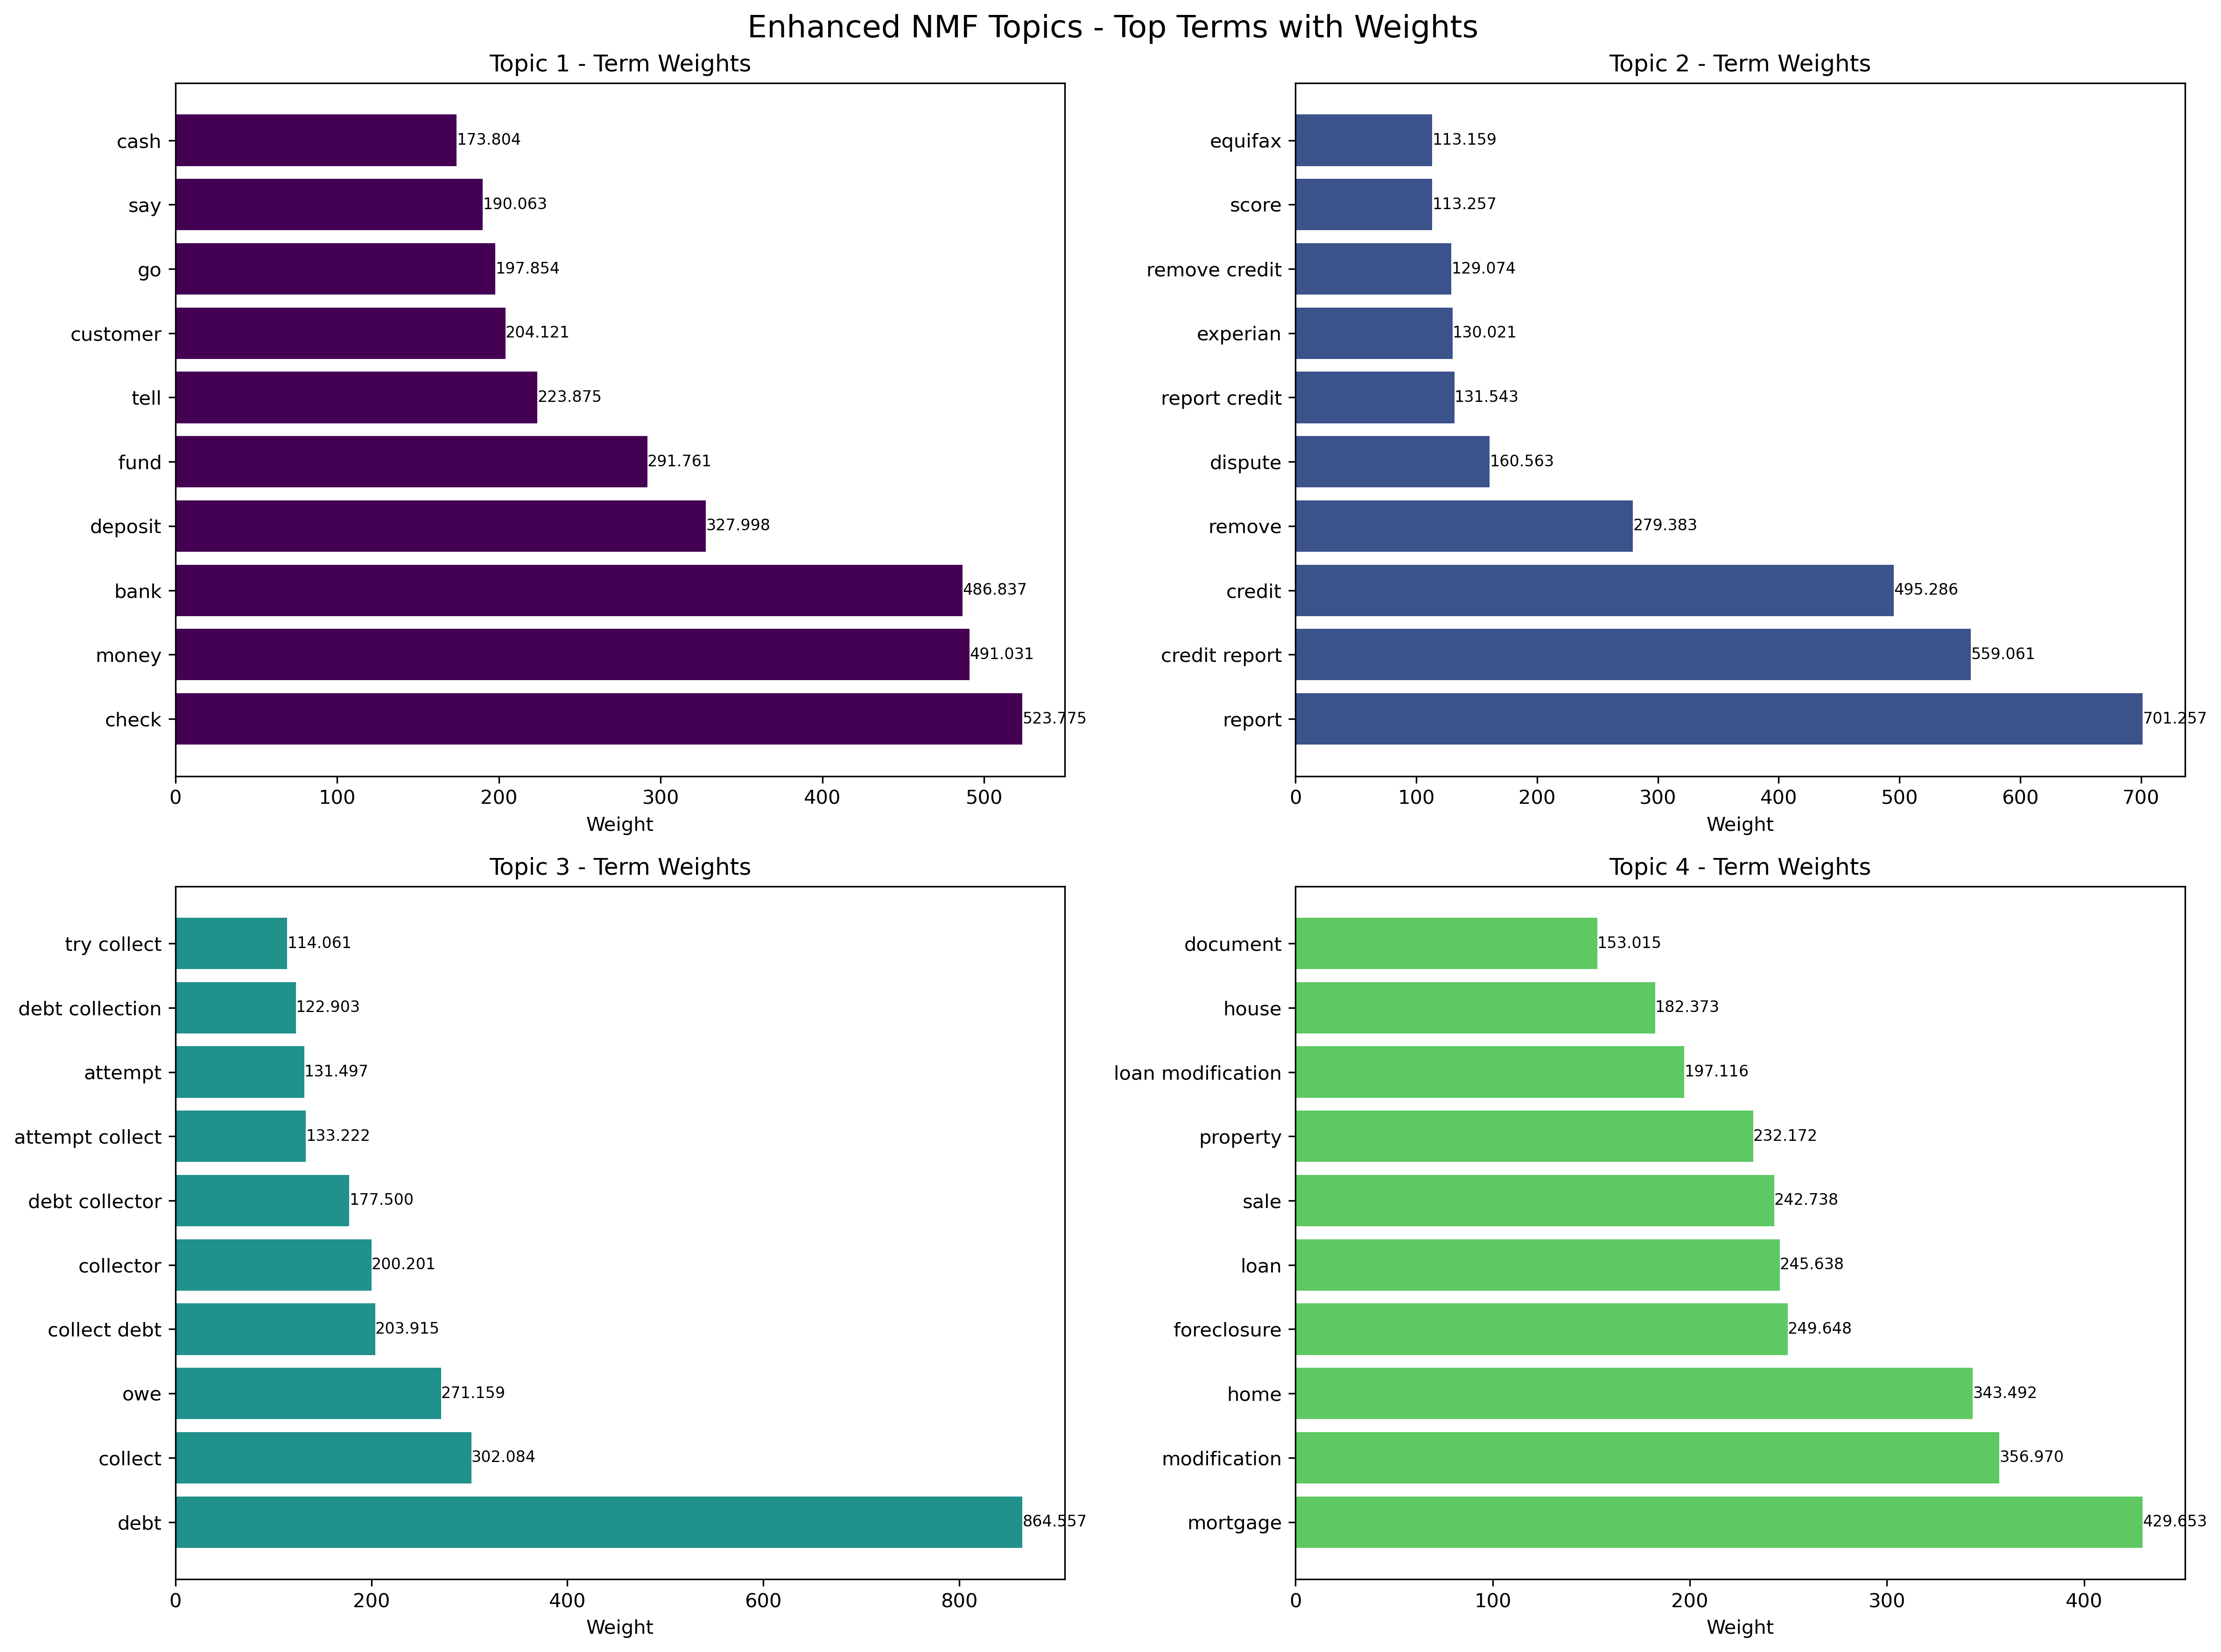 Enhanced NMF Topics - Top Terms with Weights
Topic 1 - Term Weights
cash 173.804
say 190.063
go 197.854
customer 204.121
tell 223.875
fund 291.761
deposit 327.998
bank 486.837
money 491.031
check 523.775
0 100 200 300 400 500
Weight
Topic 2 - Term Weights
equifax 113.159
score 113.257
remove credit 129.074
experian 130.021
report credit 131.543
dispute 160.563
remove 279.383
credit 495.286
credit report 559.061
report 701.257
0 100 200 300 400 500 600 700
Weight
Topic 3 - Term Weights
try collect 114.061
debt collection 122.903
attempt 131.497
attempt collect 133.222
debt collector 177.500
collector 200.201
collect debt 203.915
owe 271.159
collect 302.084
debt 864.557
0 200 400 600 800
Weight
Topic 4 - Term Weights
document 153.015
house 182.373
loan modification 197.116
property 232.172
sale 242.738
loan 245.638
foreclosure 249.648
home 343.492
modification 356.970
mortgage 429.653
0 100 200 300 400
Weight